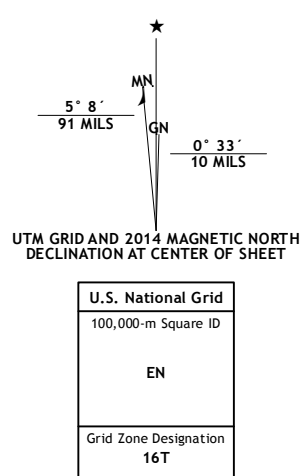 ★
MN
5° 8´
91 MILS
GN
0° 33´
10 MILS
UTM GRID AND 2014 MAGNETIC NORTH
DECLINATION AT CENTER OF SHEET
U.S. National Grid
100,000-m Square ID
EN
Grid Zone Designation
16T